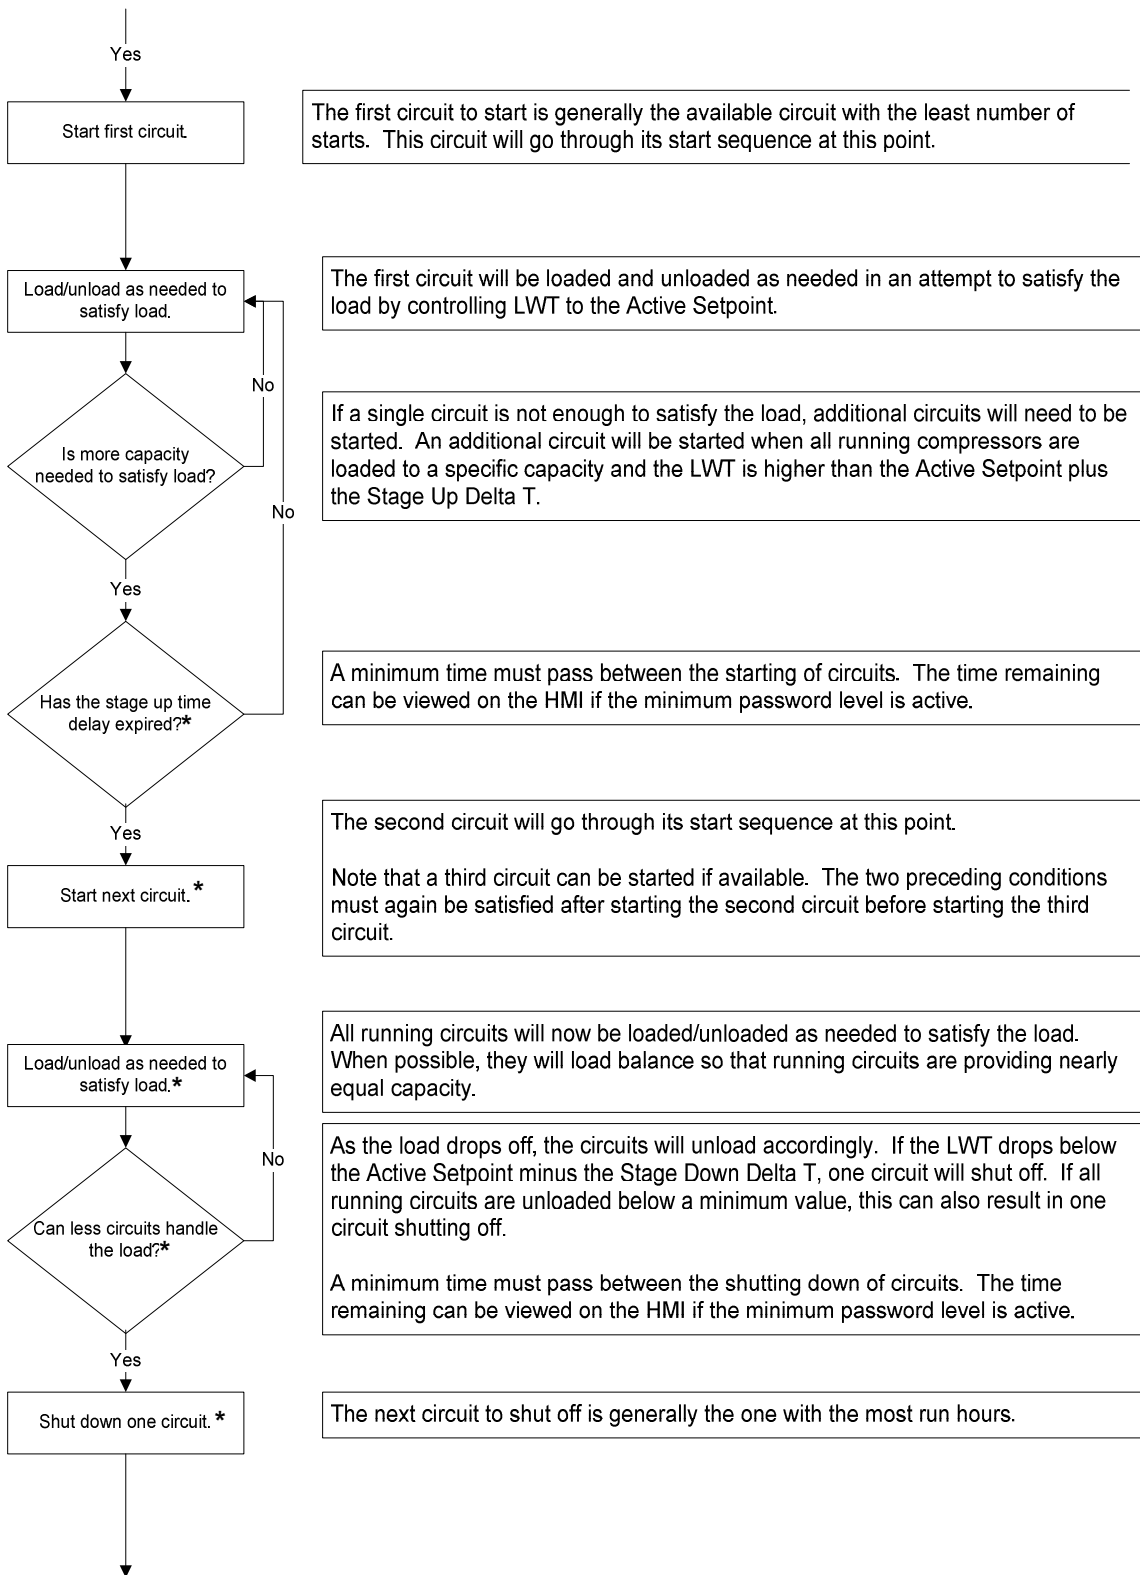 Yes
Start first circuit.
The first circuit to start is generally the available circuit with the least number of
starts. This circuit will go through its start sequence at this point.
Load/unload as needed to
satisfy load.
The first circuit will be loaded and unloaded as needed in an attempt to satisfy the
load by controlling LWT to the Active Setpoint.
No
Is more capacity
needed to satisfy load?
If a single circuit is not enough to satisfy the load, additional circuits will need to be
started. An additional circuit will be started when all running compressors are
loaded to a specific capacity and the LWT is higher than the Active Setpoint plus
the Stage Up Delta T.
No
Yes
Has the stage up time
delay expired?*
A minimum time must pass between the starting of circuits. The time remaining
can be viewed on the HMI if the minimum password level is active.
Yes
Start next circuit. *
The second circuit will go through its start sequence at this point.
Note that a third circuit can be started if available. The two preceding conditions
must again be satisfied after starting the second circuit before starting the third
circuit.
Load/unload as needed to
satisfy load.*
All running circuits will now be loaded/unloaded as needed to satisfy the load.
When possible, they will load balance so that running circuits are providing nearly
equal capacity.
No
Can less circuits handle
the load?*
As the load drops off, the circuits will unload accordingly. If the LWT drops below
the Active Setpoint minus the Stage Down Delta T, one circuit will shut off. If all
running circuits are unloaded below a minimum value, this can also result in one
circuit shutting off.
A minimum time must pass between the shutting down of circuits. The time
remaining can be viewed on the HMI if the minimum password level is active.
Yes
Shut down one circuit. *
The next circuit to shut off is generally the one with the most run hours.